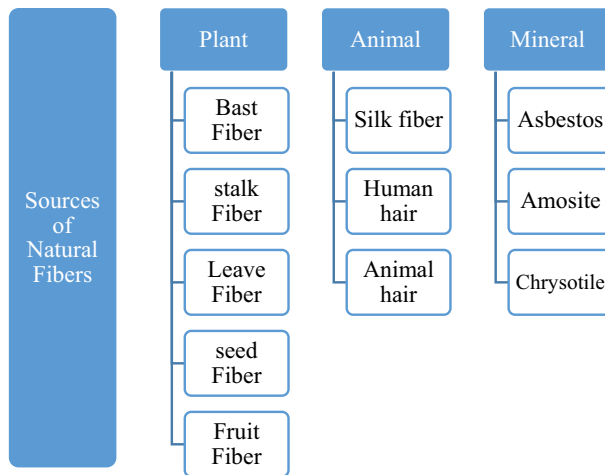 Sources
of
Natural
Fibers
Plant
Bast
Fiber
stalk
Fiber
Leave
Fiber
seed
Fiber
Fruit
Fiber
Animal
Silk fiber
Human
hair
Animal
hair
Mineral
Asbestos
Amosite
Chrysotile